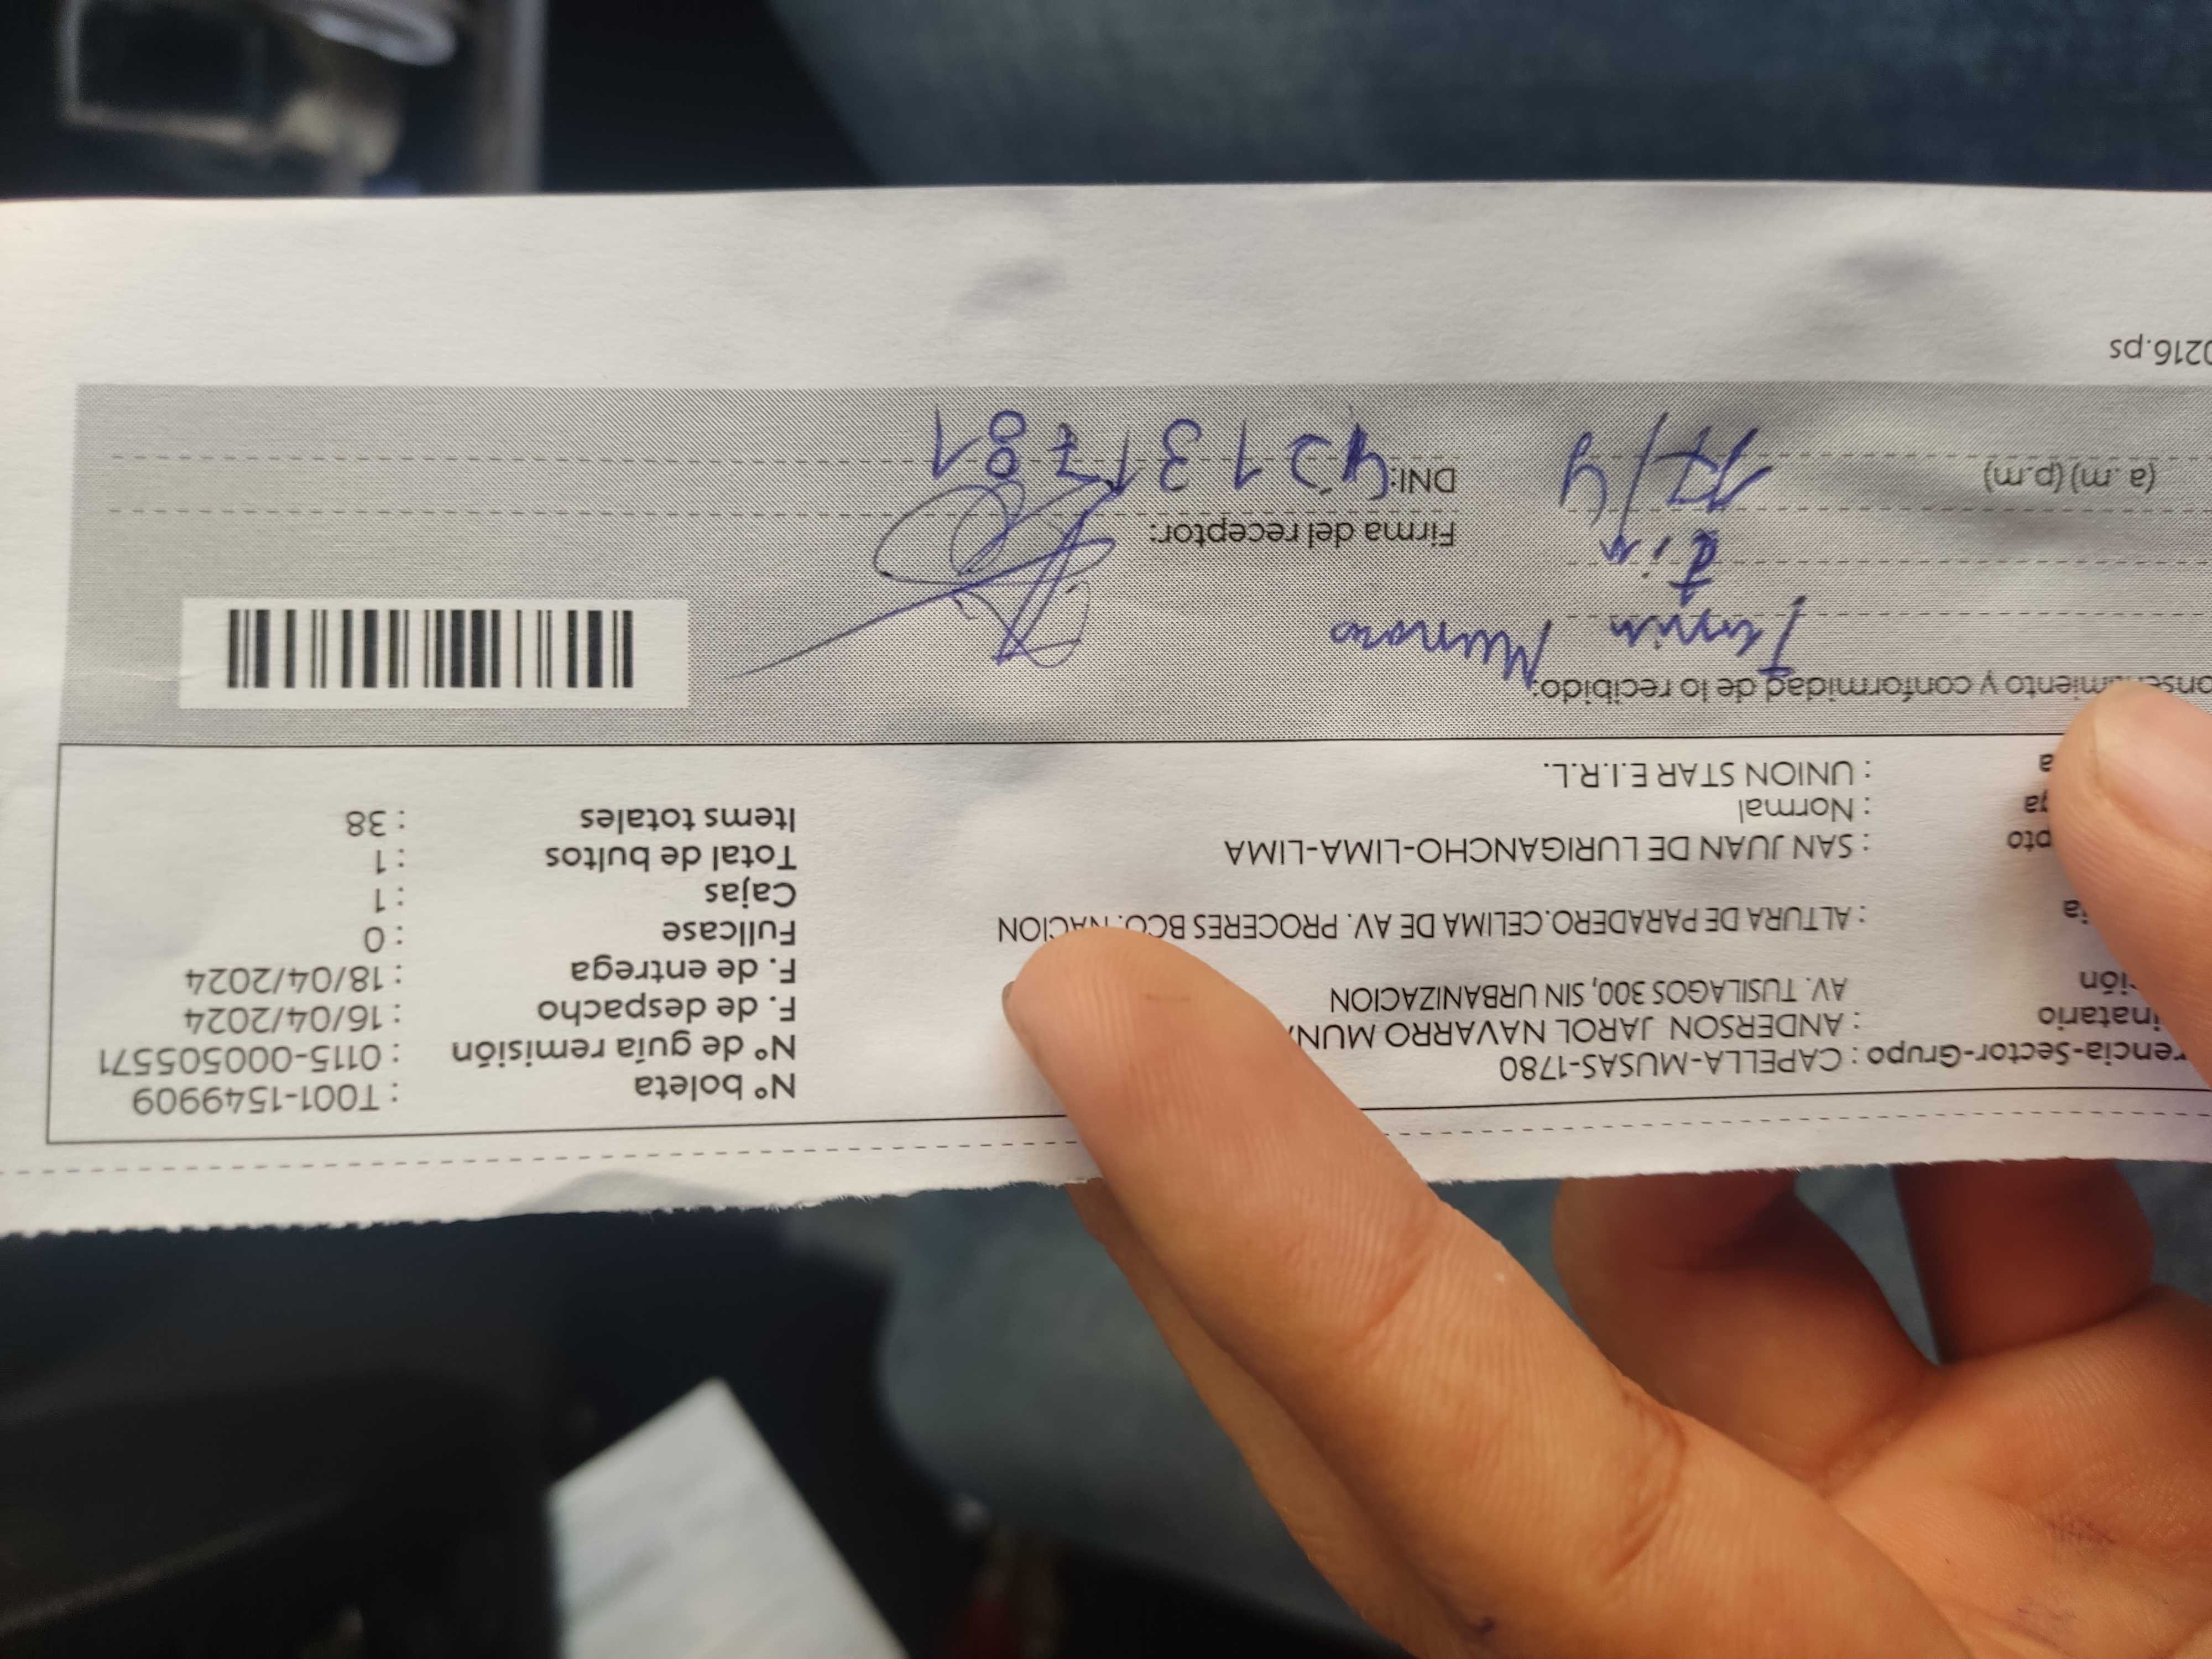 rencia-Sector-Grupo : CAPELLA-MUSAS-1780
inatario : ANDERSON JAROL NAVARRO MUN
ción AV. TUSILAGOS 300, SIN URBANIZACION
ia : ALTURA DE PARADERO.CELIMA DE AV. PROCERES BCO. NACION
pto : SAN JUAN DE LURIGANCHO-LIMA-LIMA
ga : Normal
a : UNION STAR E.I.R.L.
N° boleta : T001-1549909
N° de guía remisión : 0115-000505571
F. de despacho : 16/04/2024
F. de entrega : 18/04/2024
Fullcase : 0
Cajas : 1
Total de bultos : 1
Items totales : 38
onsentimiento y conformidad de lo recibido:
Firma del receptor:
(a .m) (p.m) 17/4
DNI: 42131781
0216.ps